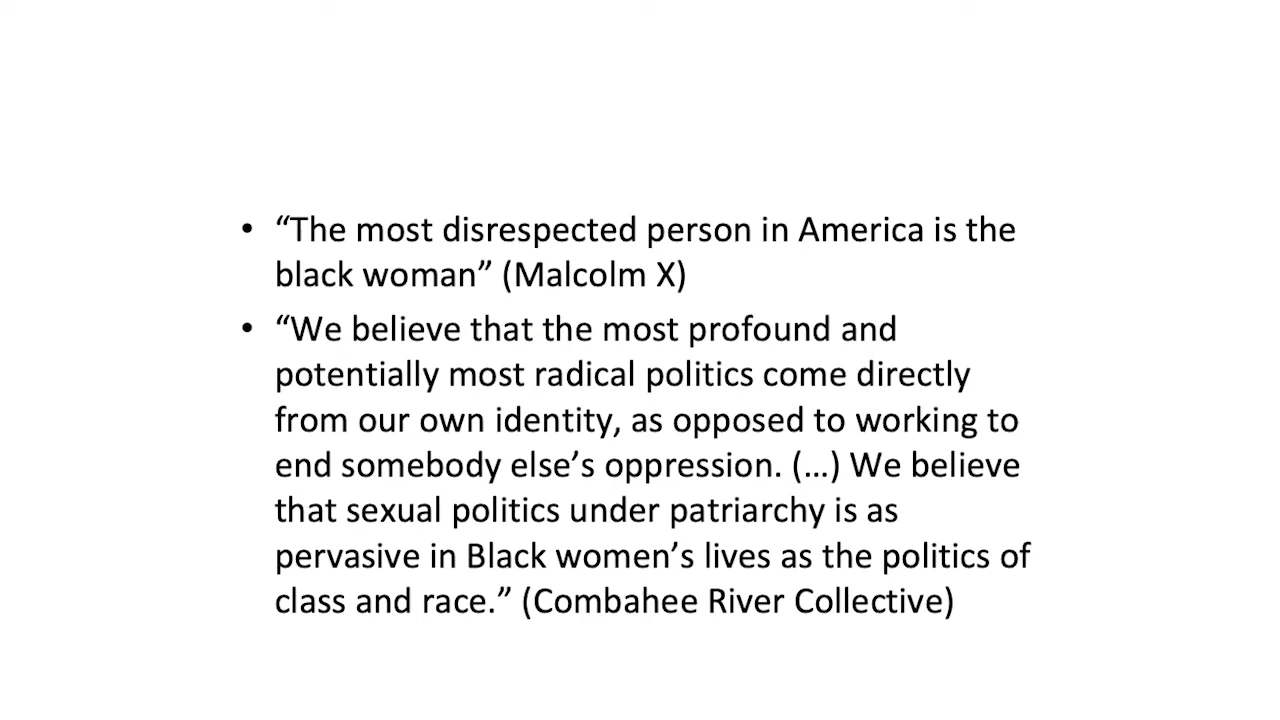 • “The most disrespected person in America is the
black woman” (Malcolm X)
• “We believe that the most profound and
potentially most radical politics come directly
from our own identity, as opposed to working to
end somebody else’s oppression. (…) We believe
that sexual politics under patriarchy is as
pervasive in Black women’s lives as the politics of
class and race.” (Combahee River Collective)